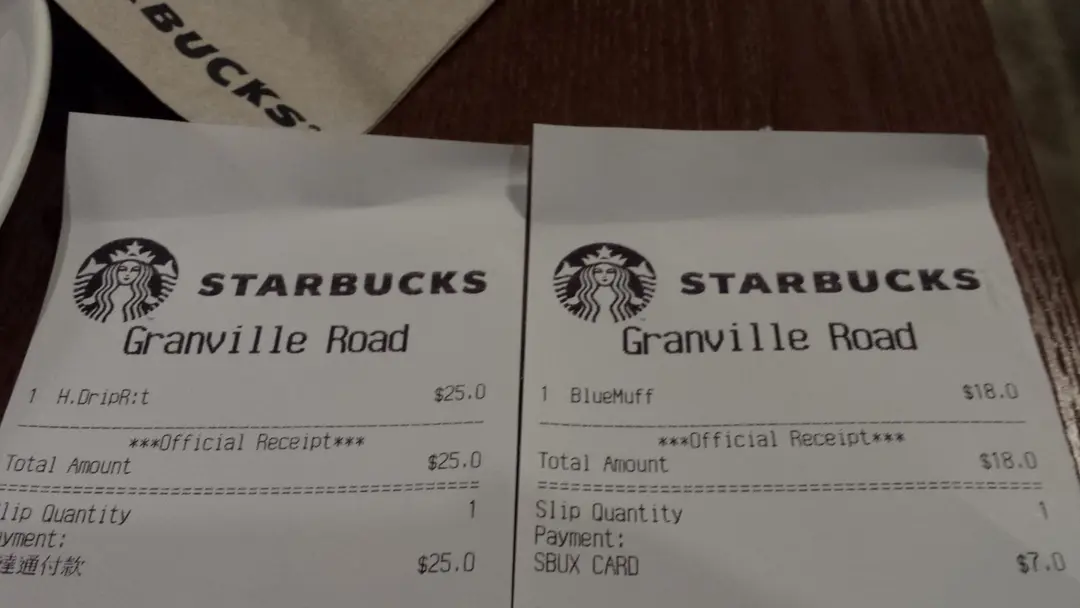 STARBUCKS
STARBUCKS
Granville Road
1 H.DripR:t $25.0
***Official Receipt***
Total Amount $25.0
lip Quantity 1
yment:
達通付款 $25.0
STARBUCKS
Granville Road
1 BlueMuff $18.0
***Official Receipt***
Total Amount $18.0
Slip Quantity 1
Payment:
SBUX CARD $7.0